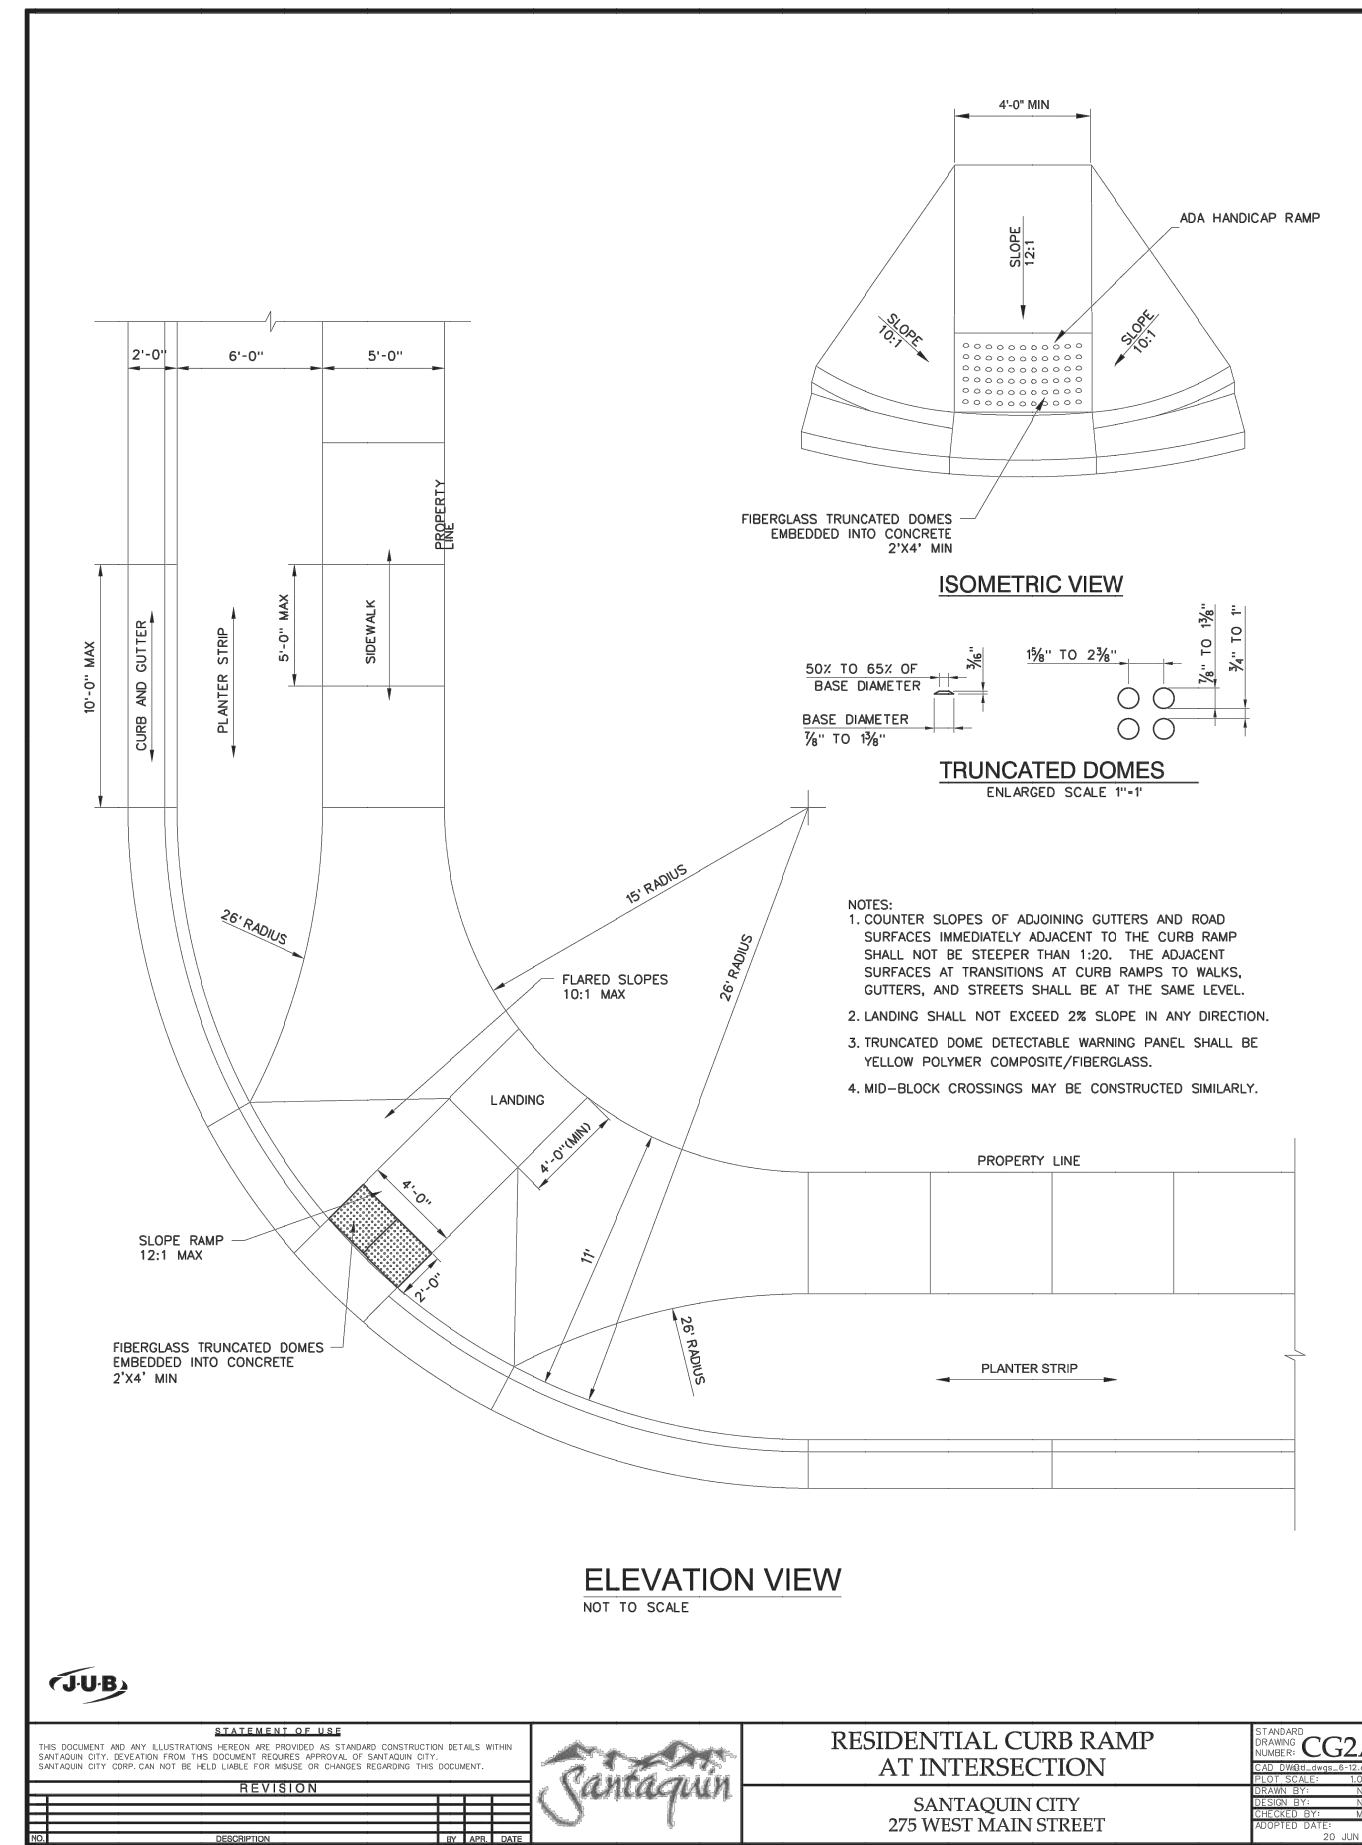 4'-0" MIN
ADA HANDICAP RAMP
SLOPE
12:1
SLOPE
10:1
SLOPE
10:1
FIBERGLASS TRUNCATED DOMES
EMBEDDED INTO CONCRETE
2'X4' MIN
ISOMETRIC VIEW
2'-0"
6'-0"
5'-0"
PROPERTY
LINE
10'-0" MAX
CURB AND GUTTER
PLANTER STRIP
5'-0" MAX
SIDEWALK
50% TO 65% OF
BASE DIAMETER
3/16"
BASE DIAMETER
7/8" TO 1 3/8"
1 5/8" TO 2 3/8"
7/8" TO 1 3/8"
3/4" TO 1"
TRUNCATED DOMES
ENLARGED SCALE 1"=1'
15' RADIUS
26' RADIUS
26' RADIUS
FLARED SLOPES
10:1 MAX
LANDING
4'-0"(MIN)
4'-0"
2'-0"
11'
26' RADIUS
SLOPE RAMP
12:1 MAX
FIBERGLASS TRUNCATED DOMES
EMBEDDED INTO CONCRETE
2'X4' MIN
NOTES:
1. COUNTER SLOPES OF ADJOINING GUTTERS AND ROAD
SURFACES IMMEDIATELY ADJACENT TO THE CURB RAMP
SHALL NOT BE STEEPER THAN 1:20. THE ADJACENT
SURFACES AT TRANSITIONS AT CURB RAMPS TO WALKS,
GUTTERS, AND STREETS SHALL BE AT THE SAME LEVEL.
2. LANDING SHALL NOT EXCEED 2% SLOPE IN ANY DIRECTION.
3. TRUNCATED DOME DETECTABLE WARNING PANEL SHALL BE
YELLOW POLYMER COMPOSITE/FIBERGLASS.
4. MID-BLOCK CROSSINGS MAY BE CONSTRUCTED SIMILARLY.
PROPERTY LINE
PLANTER STRIP
ELEVATION VIEW
NOT TO SCALE
J-U-B
STATEMENT OF USE
THIS DOCUMENT AND ANY ILLUSTRATIONS HEREON ARE PROVIDED AS STANDARD CONSTRUCTION DETAILS WITHIN
SANTAQUIN CITY. DEVEATION FROM THIS DOCUMENT REQUIRES APPROVAL OF SANTAQUIN CITY.
SANTAQUIN CITY CORP. CAN NOT BE HELD LIABLE FOR MISUSE OR CHANGES REGARDING THIS DOCUMENT.
REVISION
NO. DESCRIPTION BY APR. DATE
Santaquin
RESIDENTIAL CURB RAMP
AT INTERSECTION
SANTAQUIN CITY
275 WEST MAIN STREET
STANDARD
DRAWING
NUMBER: CG2
CAD
PLOT SCALE:
DRAWN BY:
DESIGN BY:
CHECKED BY:
ADOPTED DATE:
20 JUN